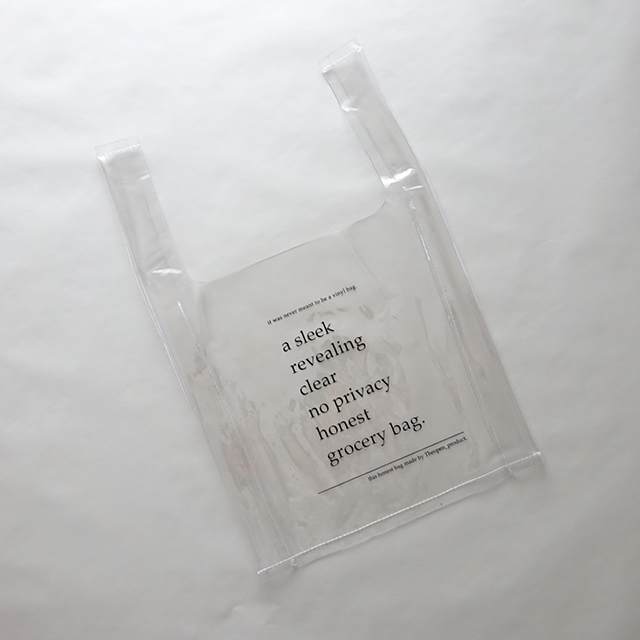 it was never meant to be a vinyl bag.
a sleek
revealing
clear
no privacy
honest
grocery bag.
this honest bag made by Theopen_product